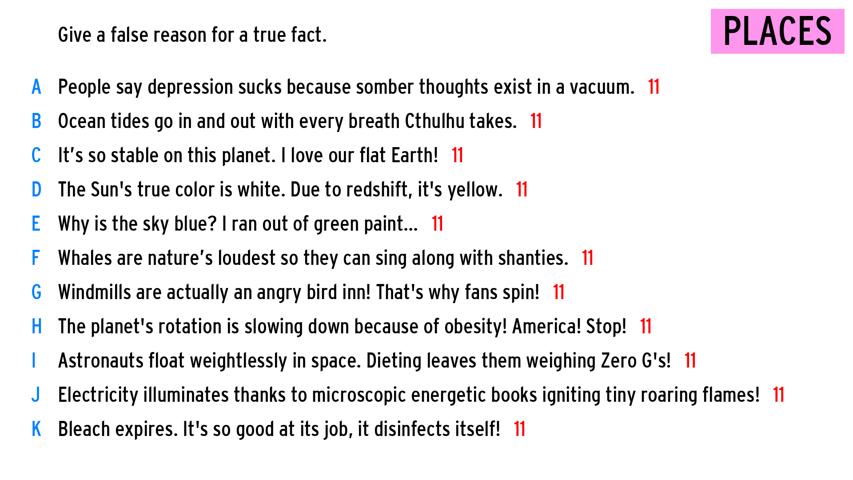 Give a false reason for a true fact.
PLACES
A People say depression sucks because somber thoughts exist in a vacuum. 11
B Ocean tides go in and out with every breath Cthulhu takes. 11
C It’s so stable on this planet. I love our flat Earth! 11
D The Sun's true color is white. Due to redshift, it's yellow. 11
E Why is the sky blue? I ran out of green paint... 11
F Whales are nature’s loudest so they can sing along with shanties. 11
G Windmills are actually an angry bird inn! That's why fans spin! 11
H The planet's rotation is slowing down because of obesity! America! Stop! 11
I Astronauts float weightlessly in space. Dieting leaves them weighing Zero G's! 11
J Electricity illuminates thanks to microscopic energetic books igniting tiny roaring flames! 11
K Bleach expires. It's so good at its job, it disinfects itself! 11